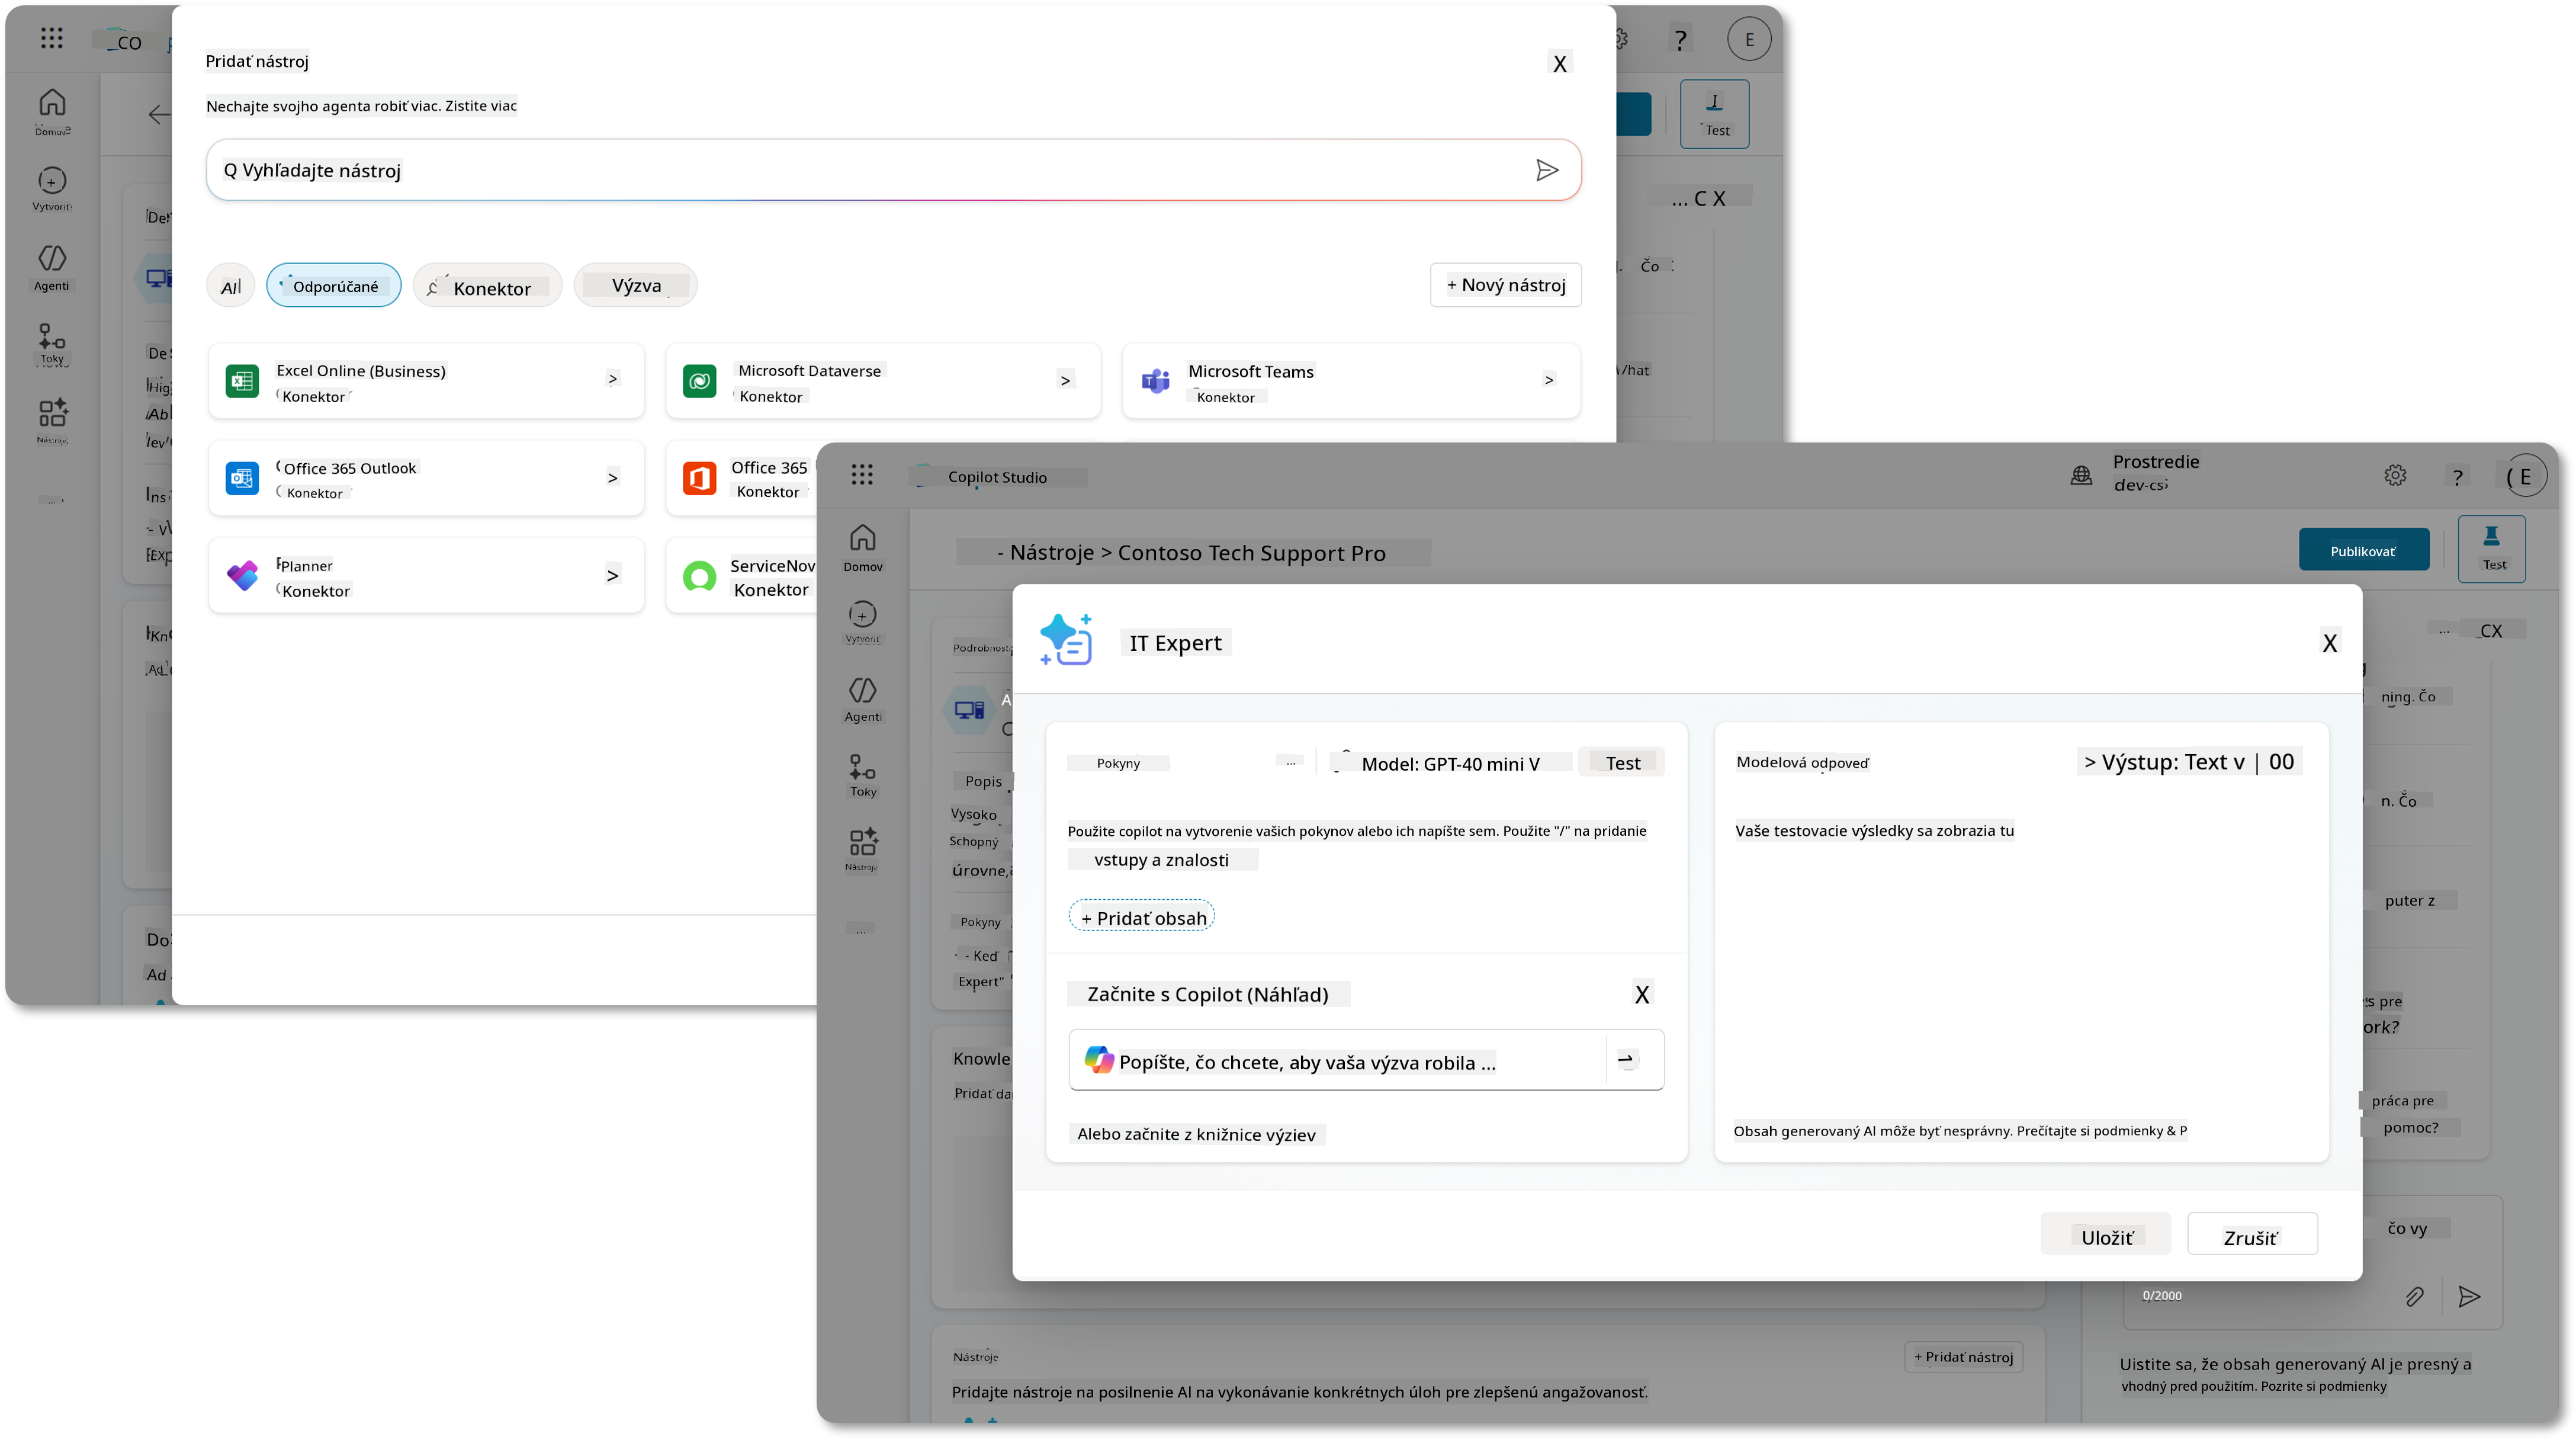 CO
?
E
Domov
Vytvoriť
Agenti
Toky
Nástroje
...
Test
... C X
Čo
Pridať nástroj
X
Nechajte svojho agenta robiť viac. Zistite viac
Q Vyhľadajte nástroj
All
Odporúčané
Konektor
Výzva
+ Nový nástroj
Excel Online (Business)
Konektor
>
Microsoft Dataverse
Konektor
>
Microsoft Teams
Konektor
>
Office 365 Outlook
Konektor
>
Office 365
Konektor
Planner
Konektor
>
ServiceNov
Konektor
Copilot Studio
Prostredie
?
E
Domov
Vytvoriť
Agenti
Toky
Nástroje
...
- Nástroje > Contoso Tech Support Pro
Publikovať
Test
... CX
Popis
Vysoko
Schopný
úrovne,
Pokyny
- Keď
Expert"
Knowle
Pridať da
ning. Čo
n. Čo
puter z
s pre
ork?
práca pre
pomoc?
čo vy
0/2000
IT Expert
X
Pokyny
...
Model: GPT-40 mini V
Test
Použite copilot na vytvorenie vašich pokynov alebo ich napíšte sem. Použite "/" na pridanie
vstupy a znalosti
+ Pridať obsah
Začnite s Copilot (Náhľad)
X
Popíšte, čo chcete, aby vaša výzva robila ...
Alebo začnite z knižnice výziev
Modelová odpoveď
> Výstup: Text v | 00
Vaše testovacie výsledky sa zobrazia tu
Obsah generovaný AI môže byť nesprávny. Prečítajte si podmienky & P
Uložiť
Zrušiť
Nástroje
+ Pridať nástroj
Pridajte nástroje na posilnenie AI na vykonávanie konkrétnych úloh pre zlepšenú angažovanosť.
Uistite sa, že obsah generovaný AI je presný a
vhodný pred použitím. Pozrite si podmienky